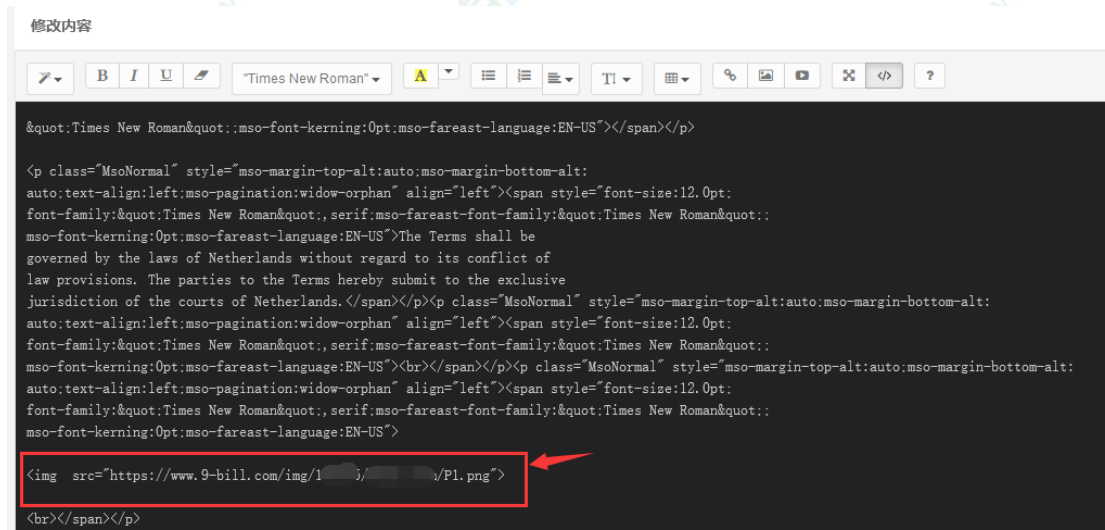 修改内容
B I U "Times New Roman" A T! </> ?
&quot;Times New Roman&quot;;mso-font-kerning:0pt;mso-fareast-language:EN-US"></span></p>
<p class="MsoNormal" style="mso-margin-top-alt:auto;mso-margin-bottom-alt:
auto;text-align:left;mso-pagination:widow-orphan" align="left"><span style="font-size:12.0pt;
font-family:&quot;Times New Roman&quot;,serif;mso-fareast-font-family:&quot;Times New Roman&quot;;
mso-font-kerning:0pt;mso-fareast-language:EN-US">The Terms shall be
governed by the laws of Netherlands without regard to its conflict of
law provisions. The parties to the Terms hereby submit to the exclusive
jurisdiction of the courts of Netherlands.</span></p><p class="MsoNormal" style="mso-margin-top-alt:auto;mso-margin-bottom-alt:
auto;text-align:left;mso-pagination:widow-orphan" align="left"><span style="font-size:12.0pt;
font-family:&quot;Times New Roman&quot;,serif;mso-fareast-font-family:&quot;Times New Roman&quot;;
mso-font-kerning:0pt;mso-fareast-language:EN-US"><br></span></p><p class="MsoNormal" style="mso-margin-top-alt:auto;mso-margin-bottom-alt:
auto;text-align:left;mso-pagination:widow-orphan" align="left"><span style="font-size:12.0pt;
font-family:&quot;Times New Roman&quot;,serif;mso-fareast-font-family:&quot;Times New Roman&quot;;
mso-font-kerning:0pt;mso-fareast-language:EN-US">
<img src="https://www.9-bill.com/img/1 5/ /P1.png">
<br></span></p>